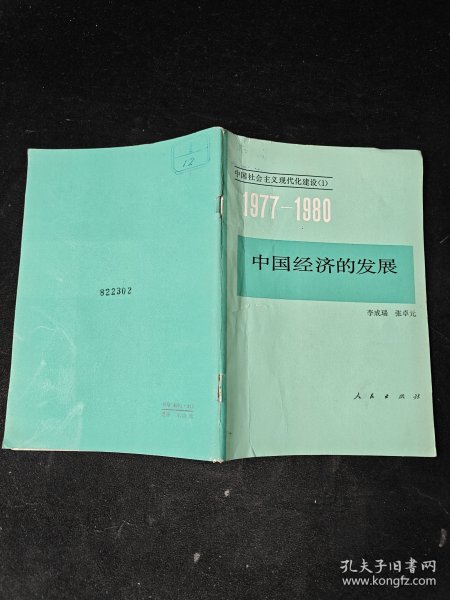 12
822302
中国社会主义现代化建设(1)
1977-1980
中国经济的发展
李成瑞 张卓元
人民出版社
孔夫子旧书网
www.kongfz.com